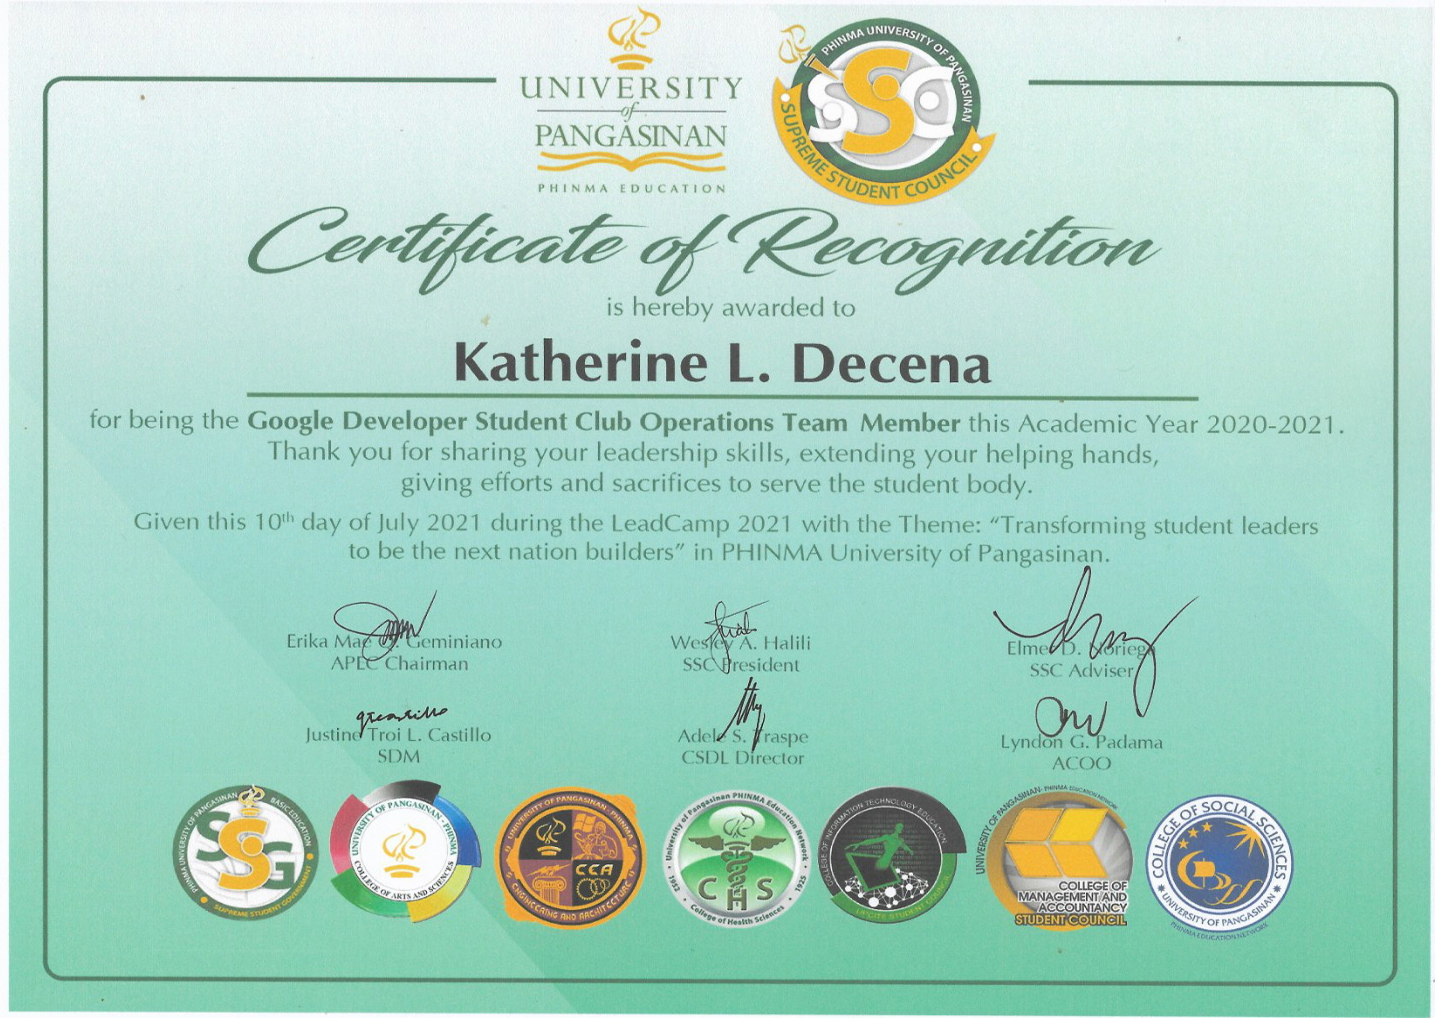 UNIVERSITY
of
PANGASINAN
PHINMA EDUCATION
PHINMA UNIVERSITY OF PANGASINAN
SSC
SUPREME STUDENT COUNCIL
Certificate of Recognition
is hereby awarded to
Katherine L. Decena
for being the Google Developer Student Club Operations Team Member this Academic Year 2020-2021.
Thank you for sharing your leadership skills, extending your helping hands,
giving efforts and sacrifices to serve the student body.
Given this 10th day of July 2021 during the LeadCamp 2021 with the Theme: “Transforming student leaders
to be the next nation builders” in PHINMA University of Pangasinan.
Erika Mae Geminiano
APEC Chairman
Wesley A. Halili
SSC President
Elmer D. Noriega
SSC Adviser
Justine Troi L. Castillo
SDM
Adele S. Traspe
CSDL Director
Lyndon G. Padama
ACOO
PHINMA UNIVERSITY OF PANGASINAN BASIC EDUCATION
SSG
SUPREME STUDENT GOVERNMENT
UNIVERSITY OF PANGASINAN - PHINMA
COLLEGE OF ARTS AND SCIENCES
UNIVERSITY OF PANGASINAN - PHINMA
CCA
ENGINEERING AND ARCHITECTURE
University of Pangasinan PHINMA Education Network
1925
CHS
College of Health Sciences
COLLEGE OF INFORMATION TECHNOLOGY EDUCATION
UPCITE STUDENT COUNCIL
UNIVERSITY OF PANGASINAN - PHINMA EDUCATION NETWORK
COLLEGE OF
MANAGEMENT AND
ACCOUNTANCY
STUDENT COUNCIL
COLLEGE OF SOCIAL SCIENCES
UNIVERSITY OF PANGASINAN
PHINMA EDUCATION NETWORK